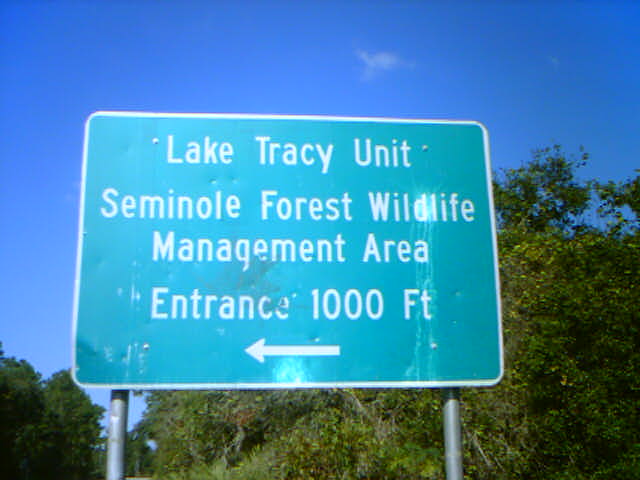 Lake Tracy Unit
Seminole Forest Wildlife
Management Area
Entrance 1000 Ft